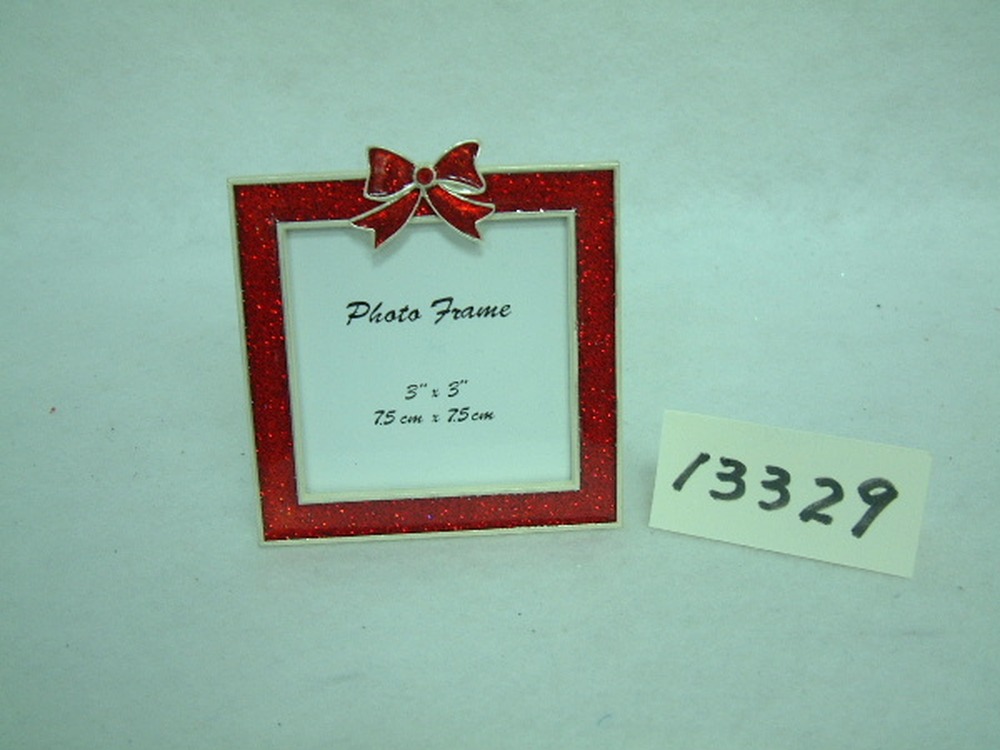 Photo Frame
3" x 3"
7.5 cm x 7.5 cm
13329